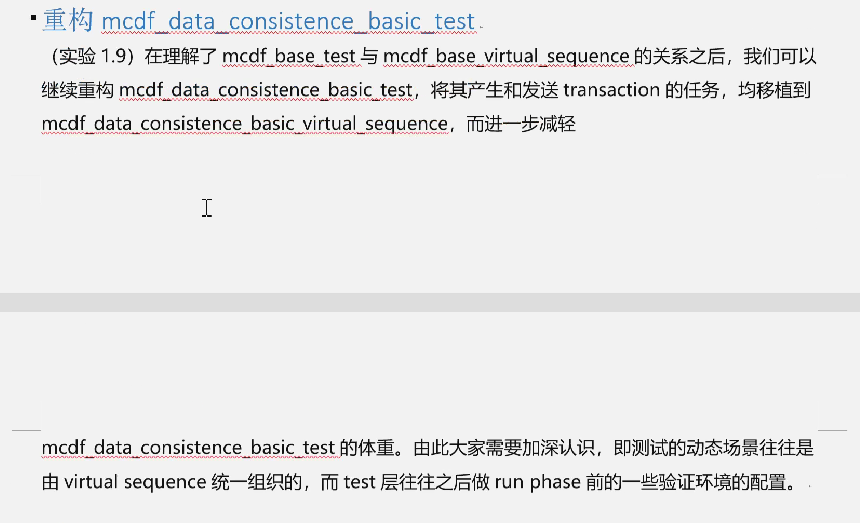 重构 mcdf_data_consistence_basic_test
（实验 1.9）在理解了 mcdf_base_test 与 mcdf_base_virtual_sequence 的关系之后，我们可以
继续重构 mcdf_data_consistence_basic_test，将其产生和发送 transaction 的任务，均移植到
mcdf_data_consistence_basic_virtual_sequence，而进一步减轻
mcdf_data_consistence_basic_test 的体重。由此大家需要加深认识，即测试的动态场景往往是
由 virtual sequence 统一组织的，而 test 层往往之后做 run phase 前的一些验证环境的配置。